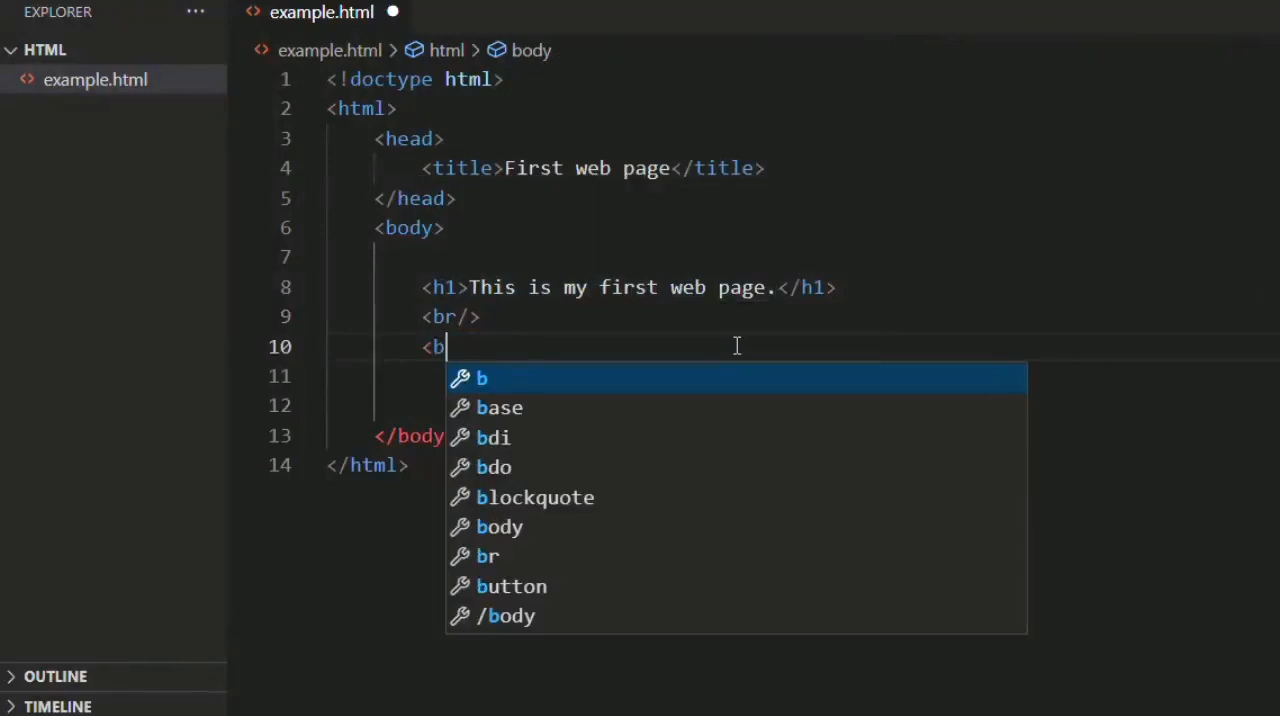 EXPLORER ...
HTML
example.html
example.html
example.html > html > body
1 <!doctype html>
2 <html>
3 <head>
4 <title>First web page</title>
5 </head>
6 <body>
7
8 <h1>This is my first web page.</h1>
9 <br/>
10 <b
11
12
13 </body
14 </html>
b
base
bdi
bdo
blockquote
body
br
button
/body
OUTLINE
TIMELINE